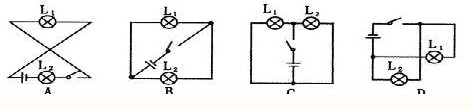 L₁ L₁ L₁ L₂
L₂ L₂ L₁
L₂
A B C D